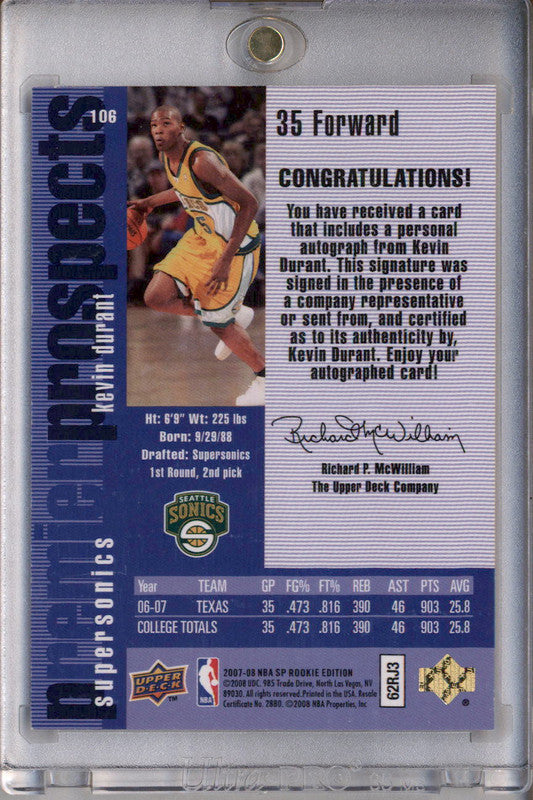 106
premier prospects
supersonics
kevin durant
35 Forward
CONGRATULATIONS!
You have received a card
that includes a personal
autograph from Kevin
Durant. This signature was
signed in the presence of
a company representative
or sent from, and certified
as to its authenticity by,
Kevin Durant. Enjoy your
autographed card!
Richard P. McWilliam
Richard P. McWilliam
The Upper Deck Company
Ht: 6'9" Wt: 225 lbs
Born: 9/29/88
Drafted: Supersonics
1st Round, 2nd pick
SEATTLE
SONICS
Year TEAM GP FG% FT% REB AST PTS AVG
06-07 TEXAS 35 .473 .816 390 46 903 25.8
COLLEGE TOTALS 35 .473 .816 390 46 903 25.8
UPPER
DECK
TM
NBA
2007-08 NBA SP ROOKIE EDITION
©2008 UDC. 985 Trade Drive, North Las Vegas, NV
89030. All rights reserved. Printed in the USA. Resale
Certificate No. 2880. ©2008 NBA Properties, Inc
62RJ3
®
Ultra PRO